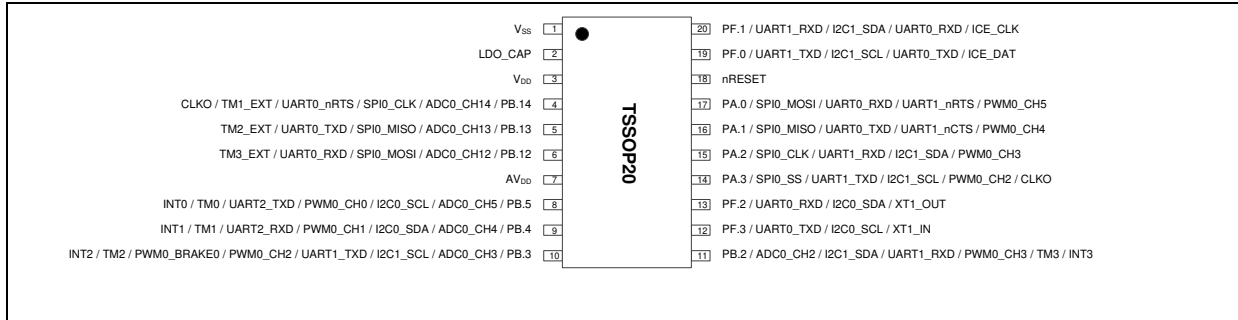 VSS 1
LDO_CAP 2
VDD 3
CLKO / TM1_EXT / UART0_nRTS / SPI0_CLK / ADC0_CH14 / PB.14 4
TM2_EXT / UART0_TXD / SPI0_MISO / ADC0_CH13 / PB.13 5
TM3_EXT / UART0_RXD / SPI0_MOSI / ADC0_CH12 / PB.12 6
AVDD 7
INT0 / TM0 / UART2_TXD / PWM0_CH0 / I2C0_SCL / ADC0_CH5 / PB.5 8
INT1 / TM1 / UART2_RXD / PWM0_CH1 / I2C0_SDA / ADC0_CH4 / PB.4 9
INT2 / TM2 / PWM0_BRAKE0 / PWM0_CH2 / UART1_TXD / I2C1_SCL / ADC0_CH3 / PB.3 10
TSSOP20
20 PF.1 / UART1_RXD / I2C1_SDA / UART0_RXD / ICE_CLK
19 PF.0 / UART1_TXD / I2C1_SCL / UART0_TXD / ICE_DAT
18 nRESET
17 PA.0 / SPI0_MOSI / UART0_RXD / UART1_nRTS / PWM0_CH5
16 PA.1 / SPI0_MISO / UART0_TXD / UART1_nCTS / PWM0_CH4
15 PA.2 / SPI0_CLK / UART1_RXD / I2C1_SDA / PWM0_CH3
14 PA.3 / SPI0_SS / UART1_TXD / I2C1_SCL / PWM0_CH2 / CLKO
13 PF.2 / UART0_RXD / I2C0_SDA / XT1_OUT
12 PF.3 / UART0_TXD / I2C0_SCL / XT1_IN
11 PB.2 / ADC0_CH2 / I2C1_SDA / UART1_RXD / PWM0_CH3 / TM3 / INT3